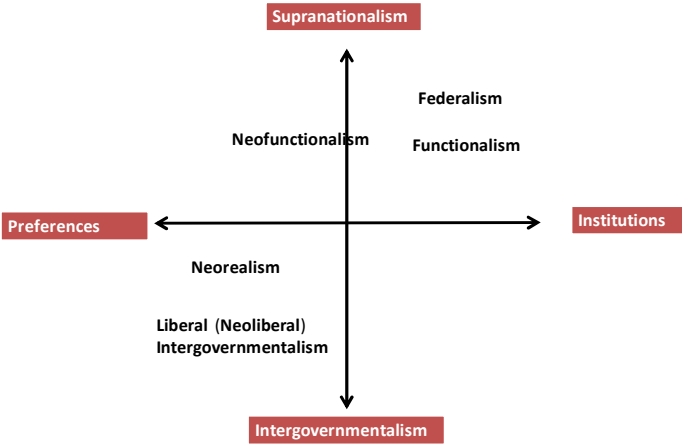 Supranationalism
Federalism
Neofunctionalism
Functionalism
Preferences
Institutions
Neorealism
Liberal (Neoliberal)
Intergovernmentalism
Intergovernmentalism